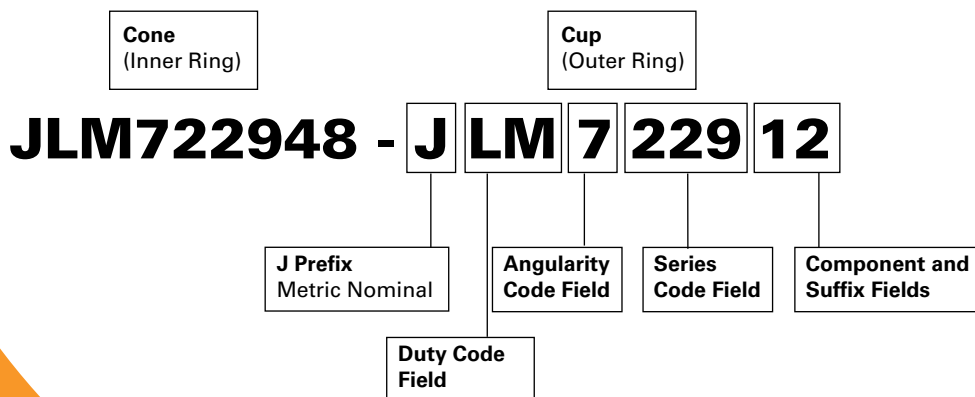 Cone
(Inner Ring)
Cup
(Outer Ring)
JLM722948 - J LM 7 229 12
J Prefix
Metric Nominal
Angularity
Code Field
Series
Code Field
Component and
Suffix Fields
Duty Code
Field